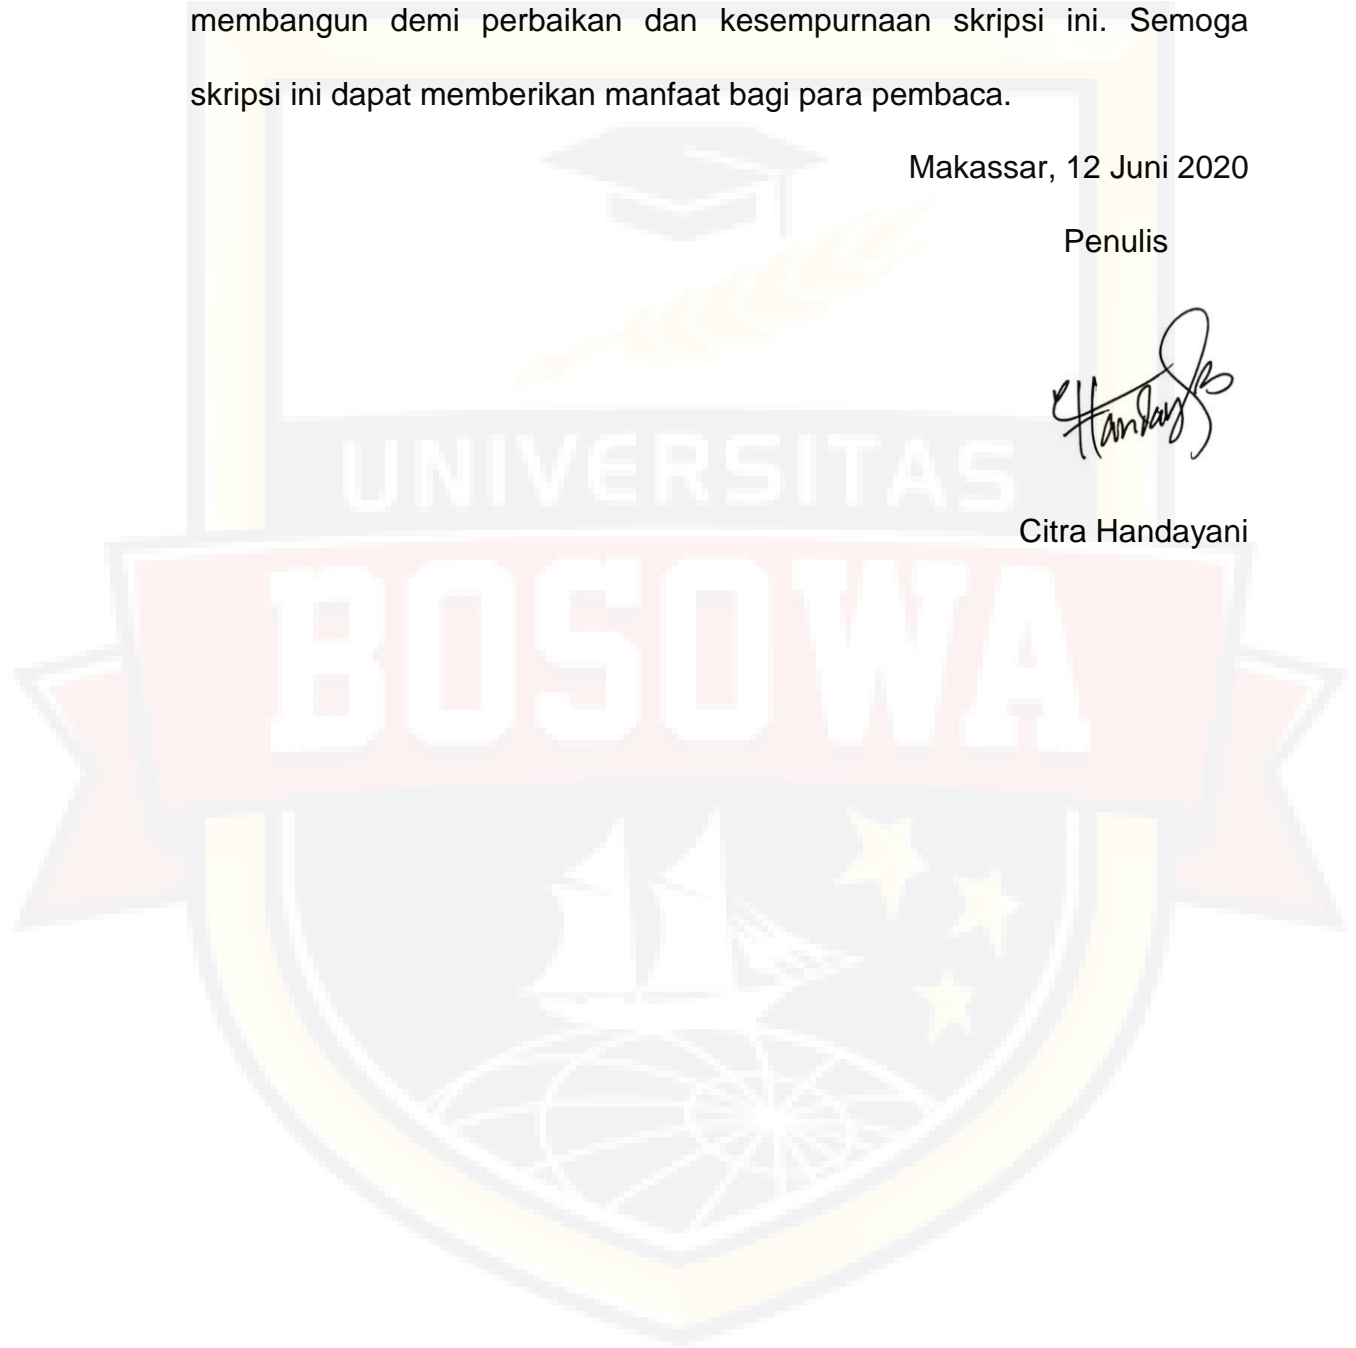 membangun demi perbaikan dan kesempurnaan skripsi ini. Semoga
skripsi ini dapat memberikan manfaat bagi para pembaca.
Makassar, 12 Juni 2020
Penulis
Handay
UNIVERSITAS
Citra Handayani
BOSOWA